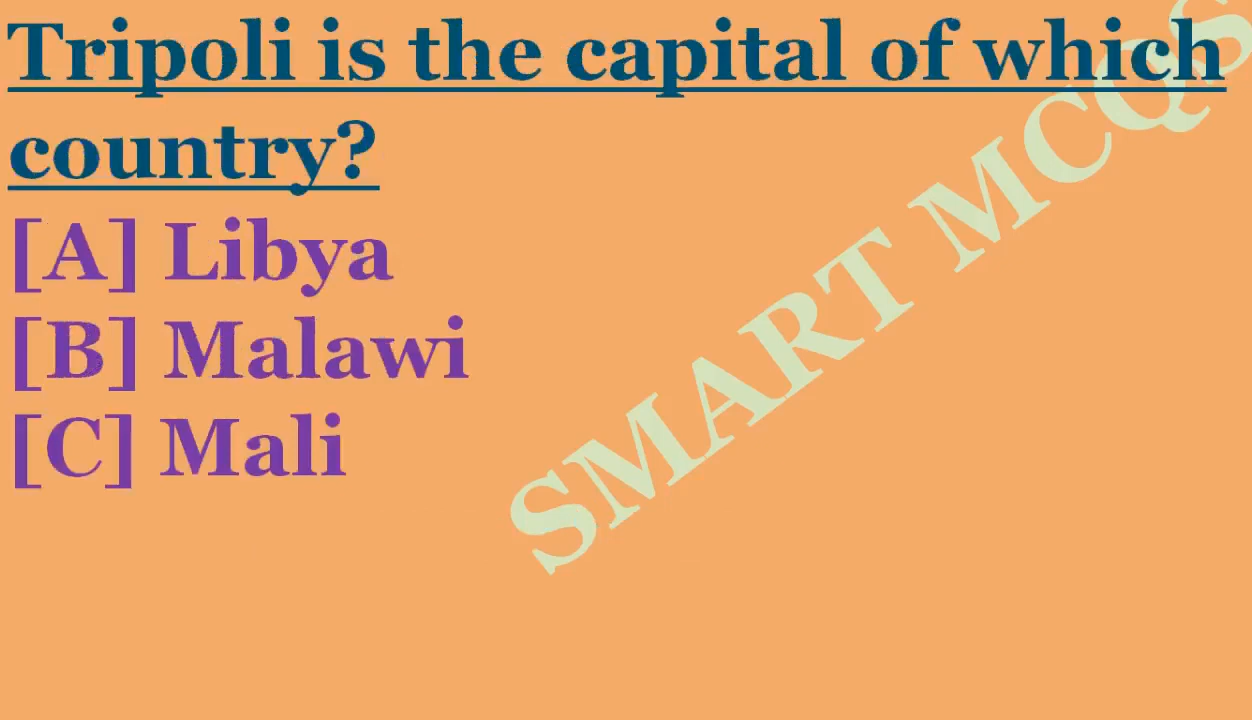 Tripoli is the capital of which
country?
[A] Libya
[B] Malawi
[C] Mali
SMART MCQS